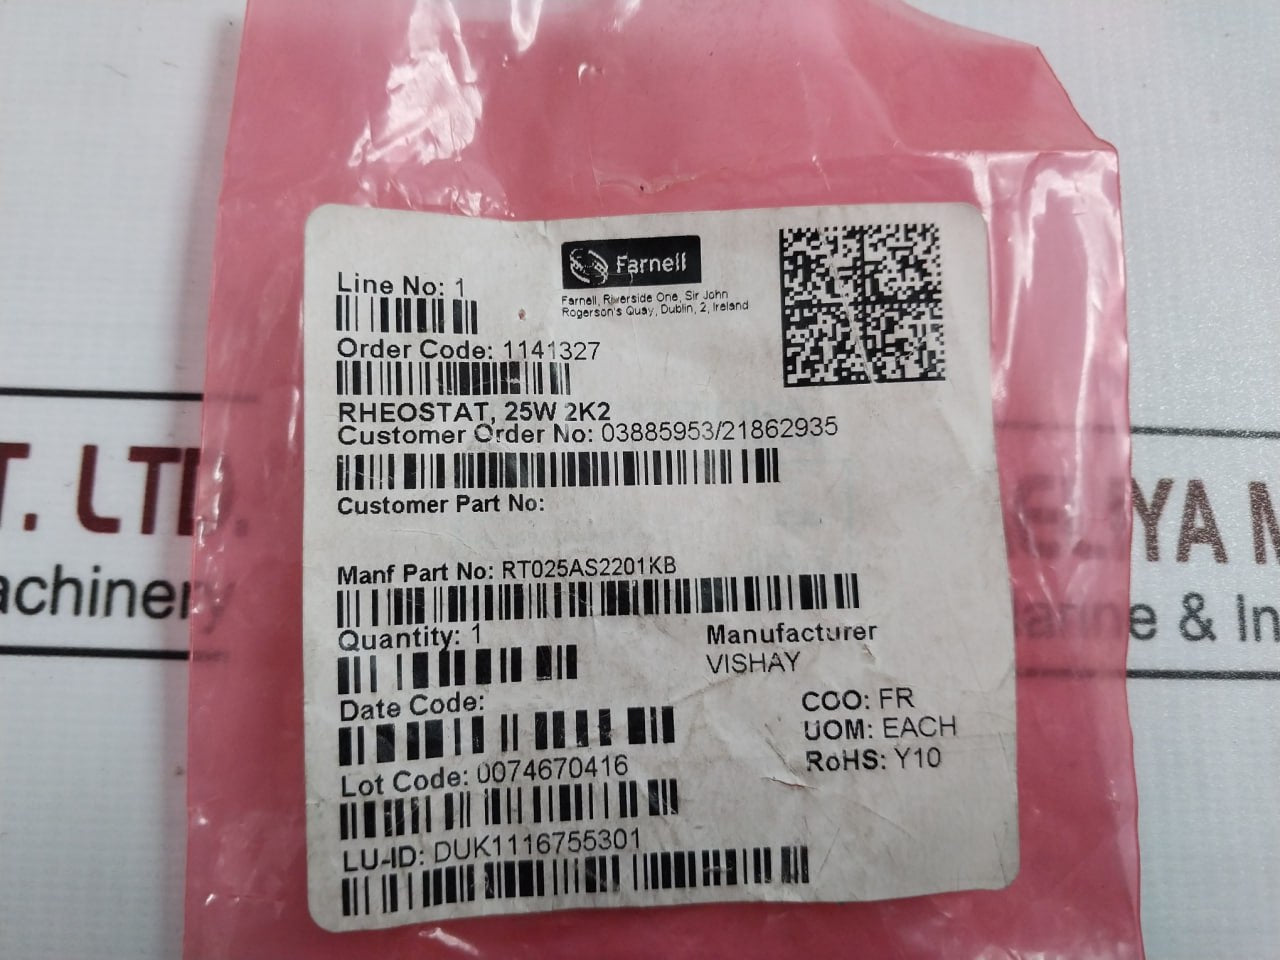 Farnell
Farnell, Riverside One, Sir John
Rogerson's Quay, Dublin, 2, Ireland
Line No: 1
Order Code: 1141327
RHEOSTAT, 25W 2K2
Customer Order No: 03885953/21862935
Customer Part No:
Manf Part No: RT025AS2201KB
Quantity: 1
Manufacturer
VISHAY
Date Code:
COO: FR
UOM: EACH
RoHS: Y10
Lot Code: 0074670416
LU-ID: DUK1116755301
T. LTD.
achinery
ELIYA M
arine & In